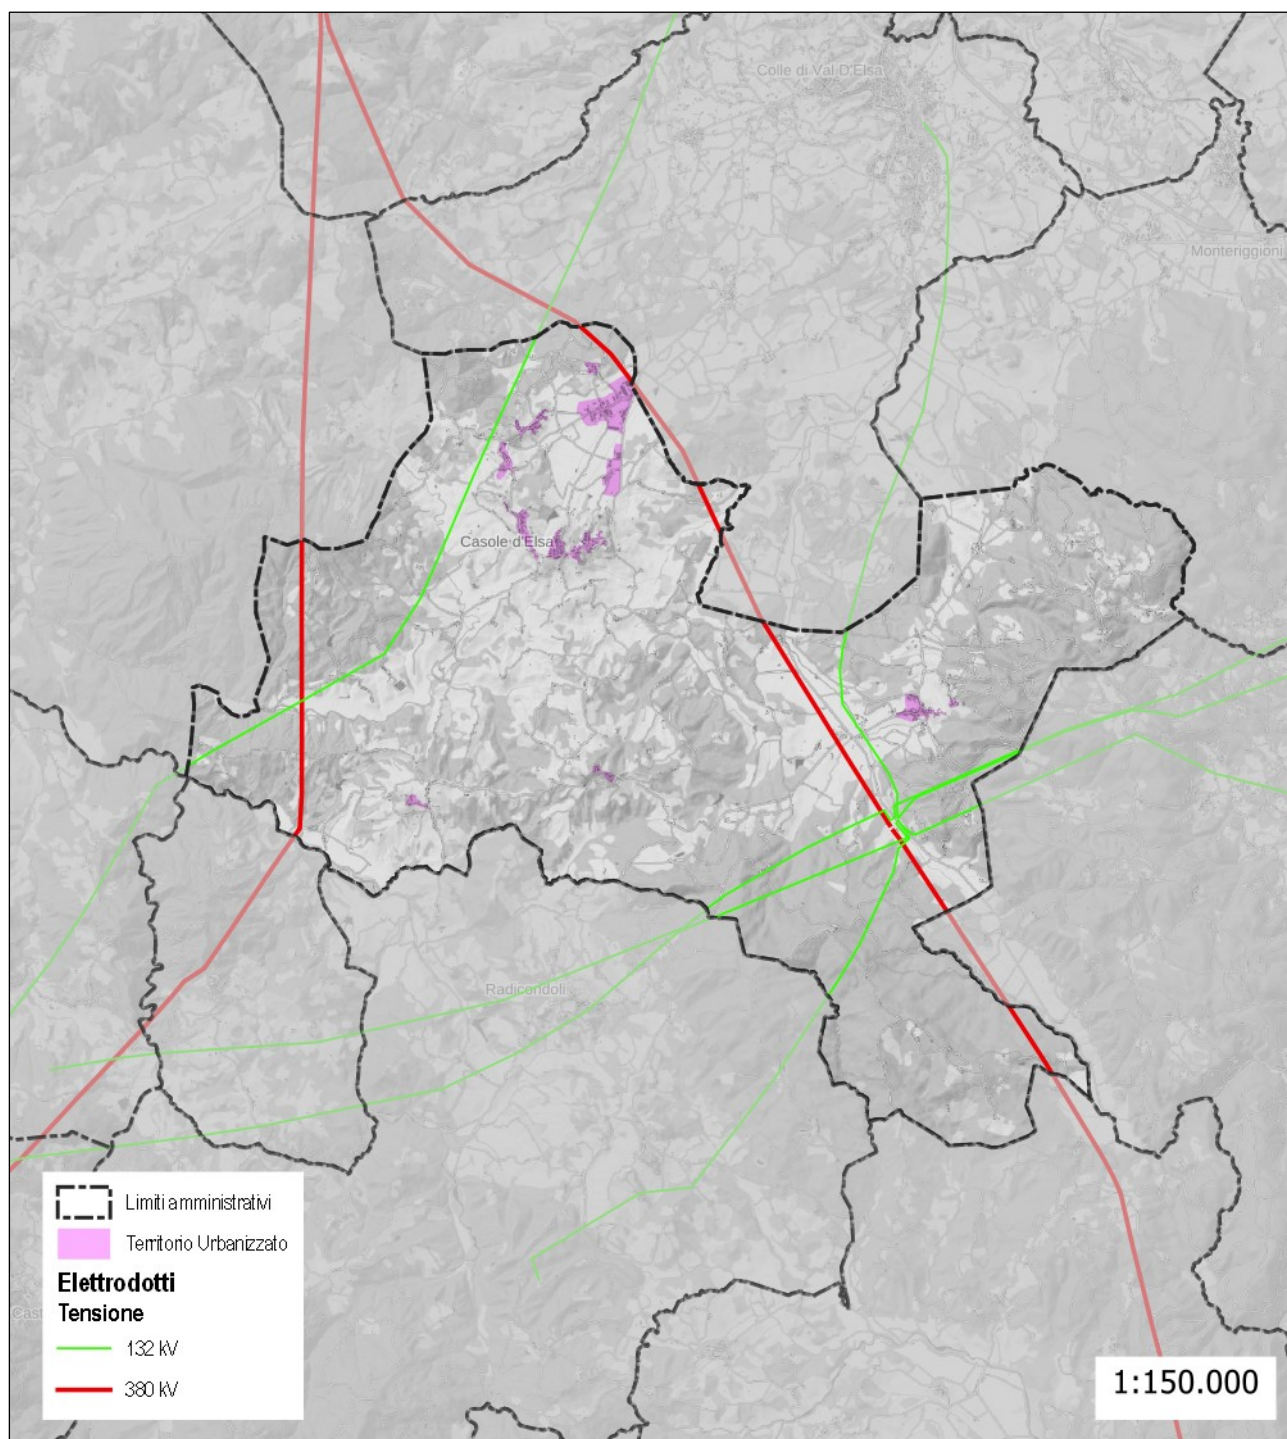 Colle di Val D'Elsa
Monteriggioni
Casole d'Elsa
Radicondoli
Limiti amministrativi
Territorio Urbanizzato
Elettrodotti
Tensione
132 kV
380 kV
1:150.000